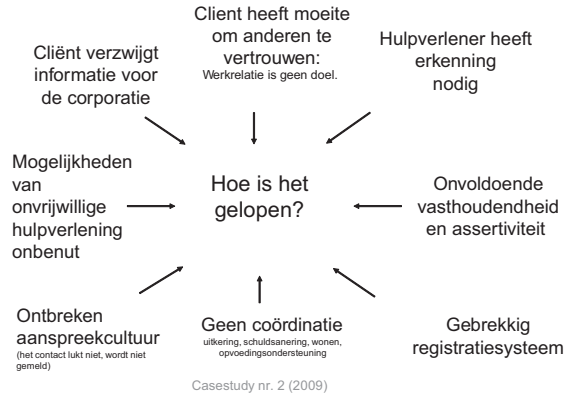 Client heeft moeite
om anderen te
vertrouwen:
Werkrelatie is geen doel.
Cliënt verzwijgt
informatie voor
de corporatie
Hulpverlener heeft
erkenning
nodig
Mogelijkheden
van
onvrijwillige
hulpverlening
onbenut
Hoe is het
gelopen?
Onvoldoende
vasthoudendheid
en assertiviteit
Ontbreken
aanspreekcultuur
(het contact lukt niet, wordt niet
gemeld)
Geen coördinatie
uitkering, schuldsanering, wonen,
opvoedingsondersteuning
Gebrekkig
registratiesysteem
Casestudy nr. 2 (2009)